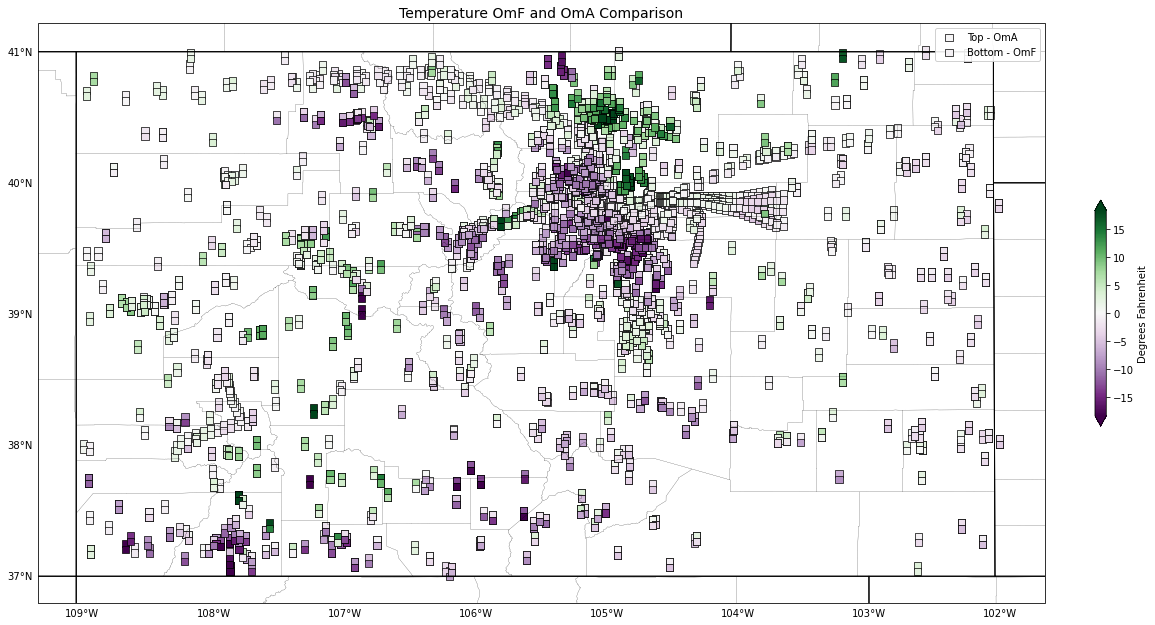 Temperature OmF and OmA Comparison
Top - OmA
Bottom - OmF
41°N
40°N
39°N
38°N
37°N
109°W
108°W
107°W
106°W
105°W
104°W
103°W
102°W
15
10
5
0
−5
−10
−15
Degrees Fahrenheit